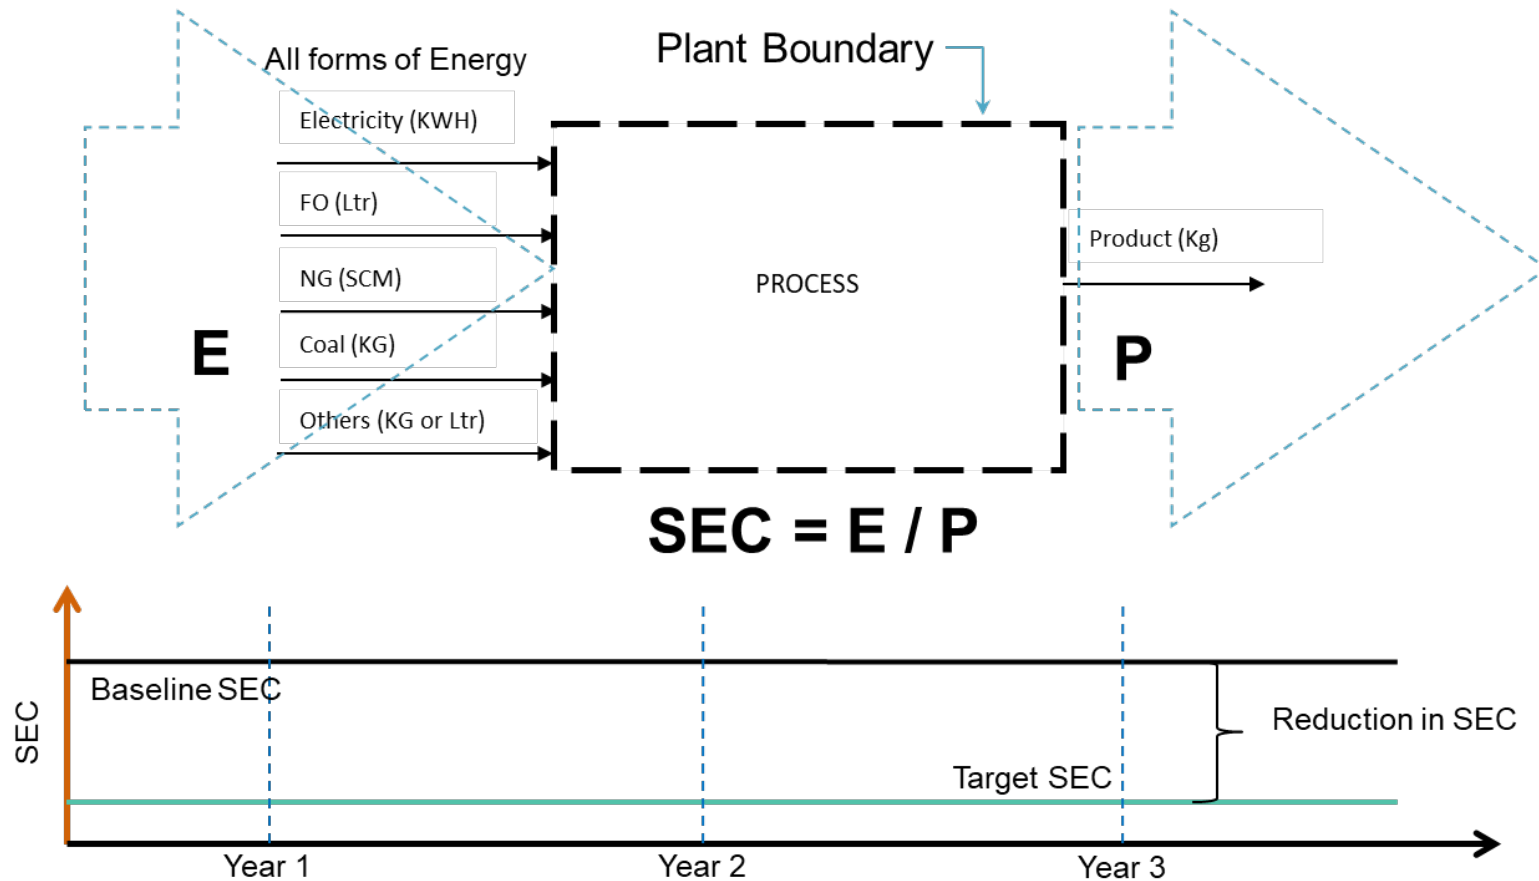 All forms of Energy
Plant Boundary
Electricity (KWH)
FO (Ltr)
NG (SCM)
Coal (KG)
Others (KG or Ltr)
E
PROCESS
Product (Kg)
P
SEC = E / P
SEC
Baseline SEC
Reduction in SEC
Target SEC
Year 1
Year 2
Year 3